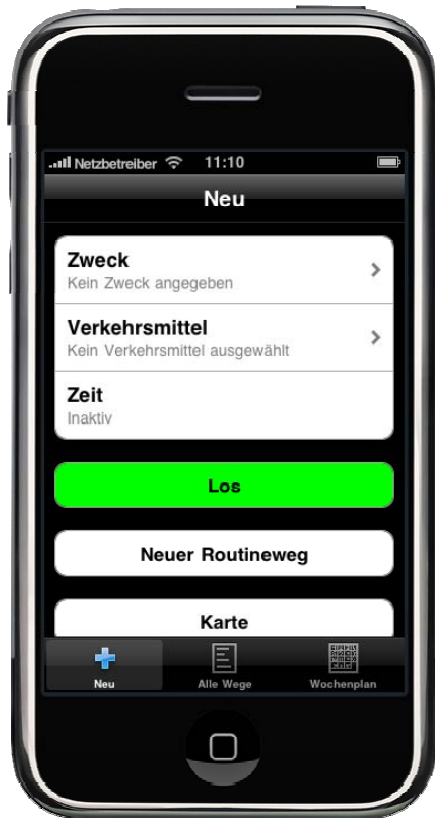 Netzbetreiber 11:10
Neu
Zweck
Kein Zweck angegeben
Verkehrsmittel
Kein Verkehrsmittel ausgewählt
Zeit
Inaktiv
Los
Neuer Routineweg
Karte
Neu Alle Wege Wochenplan